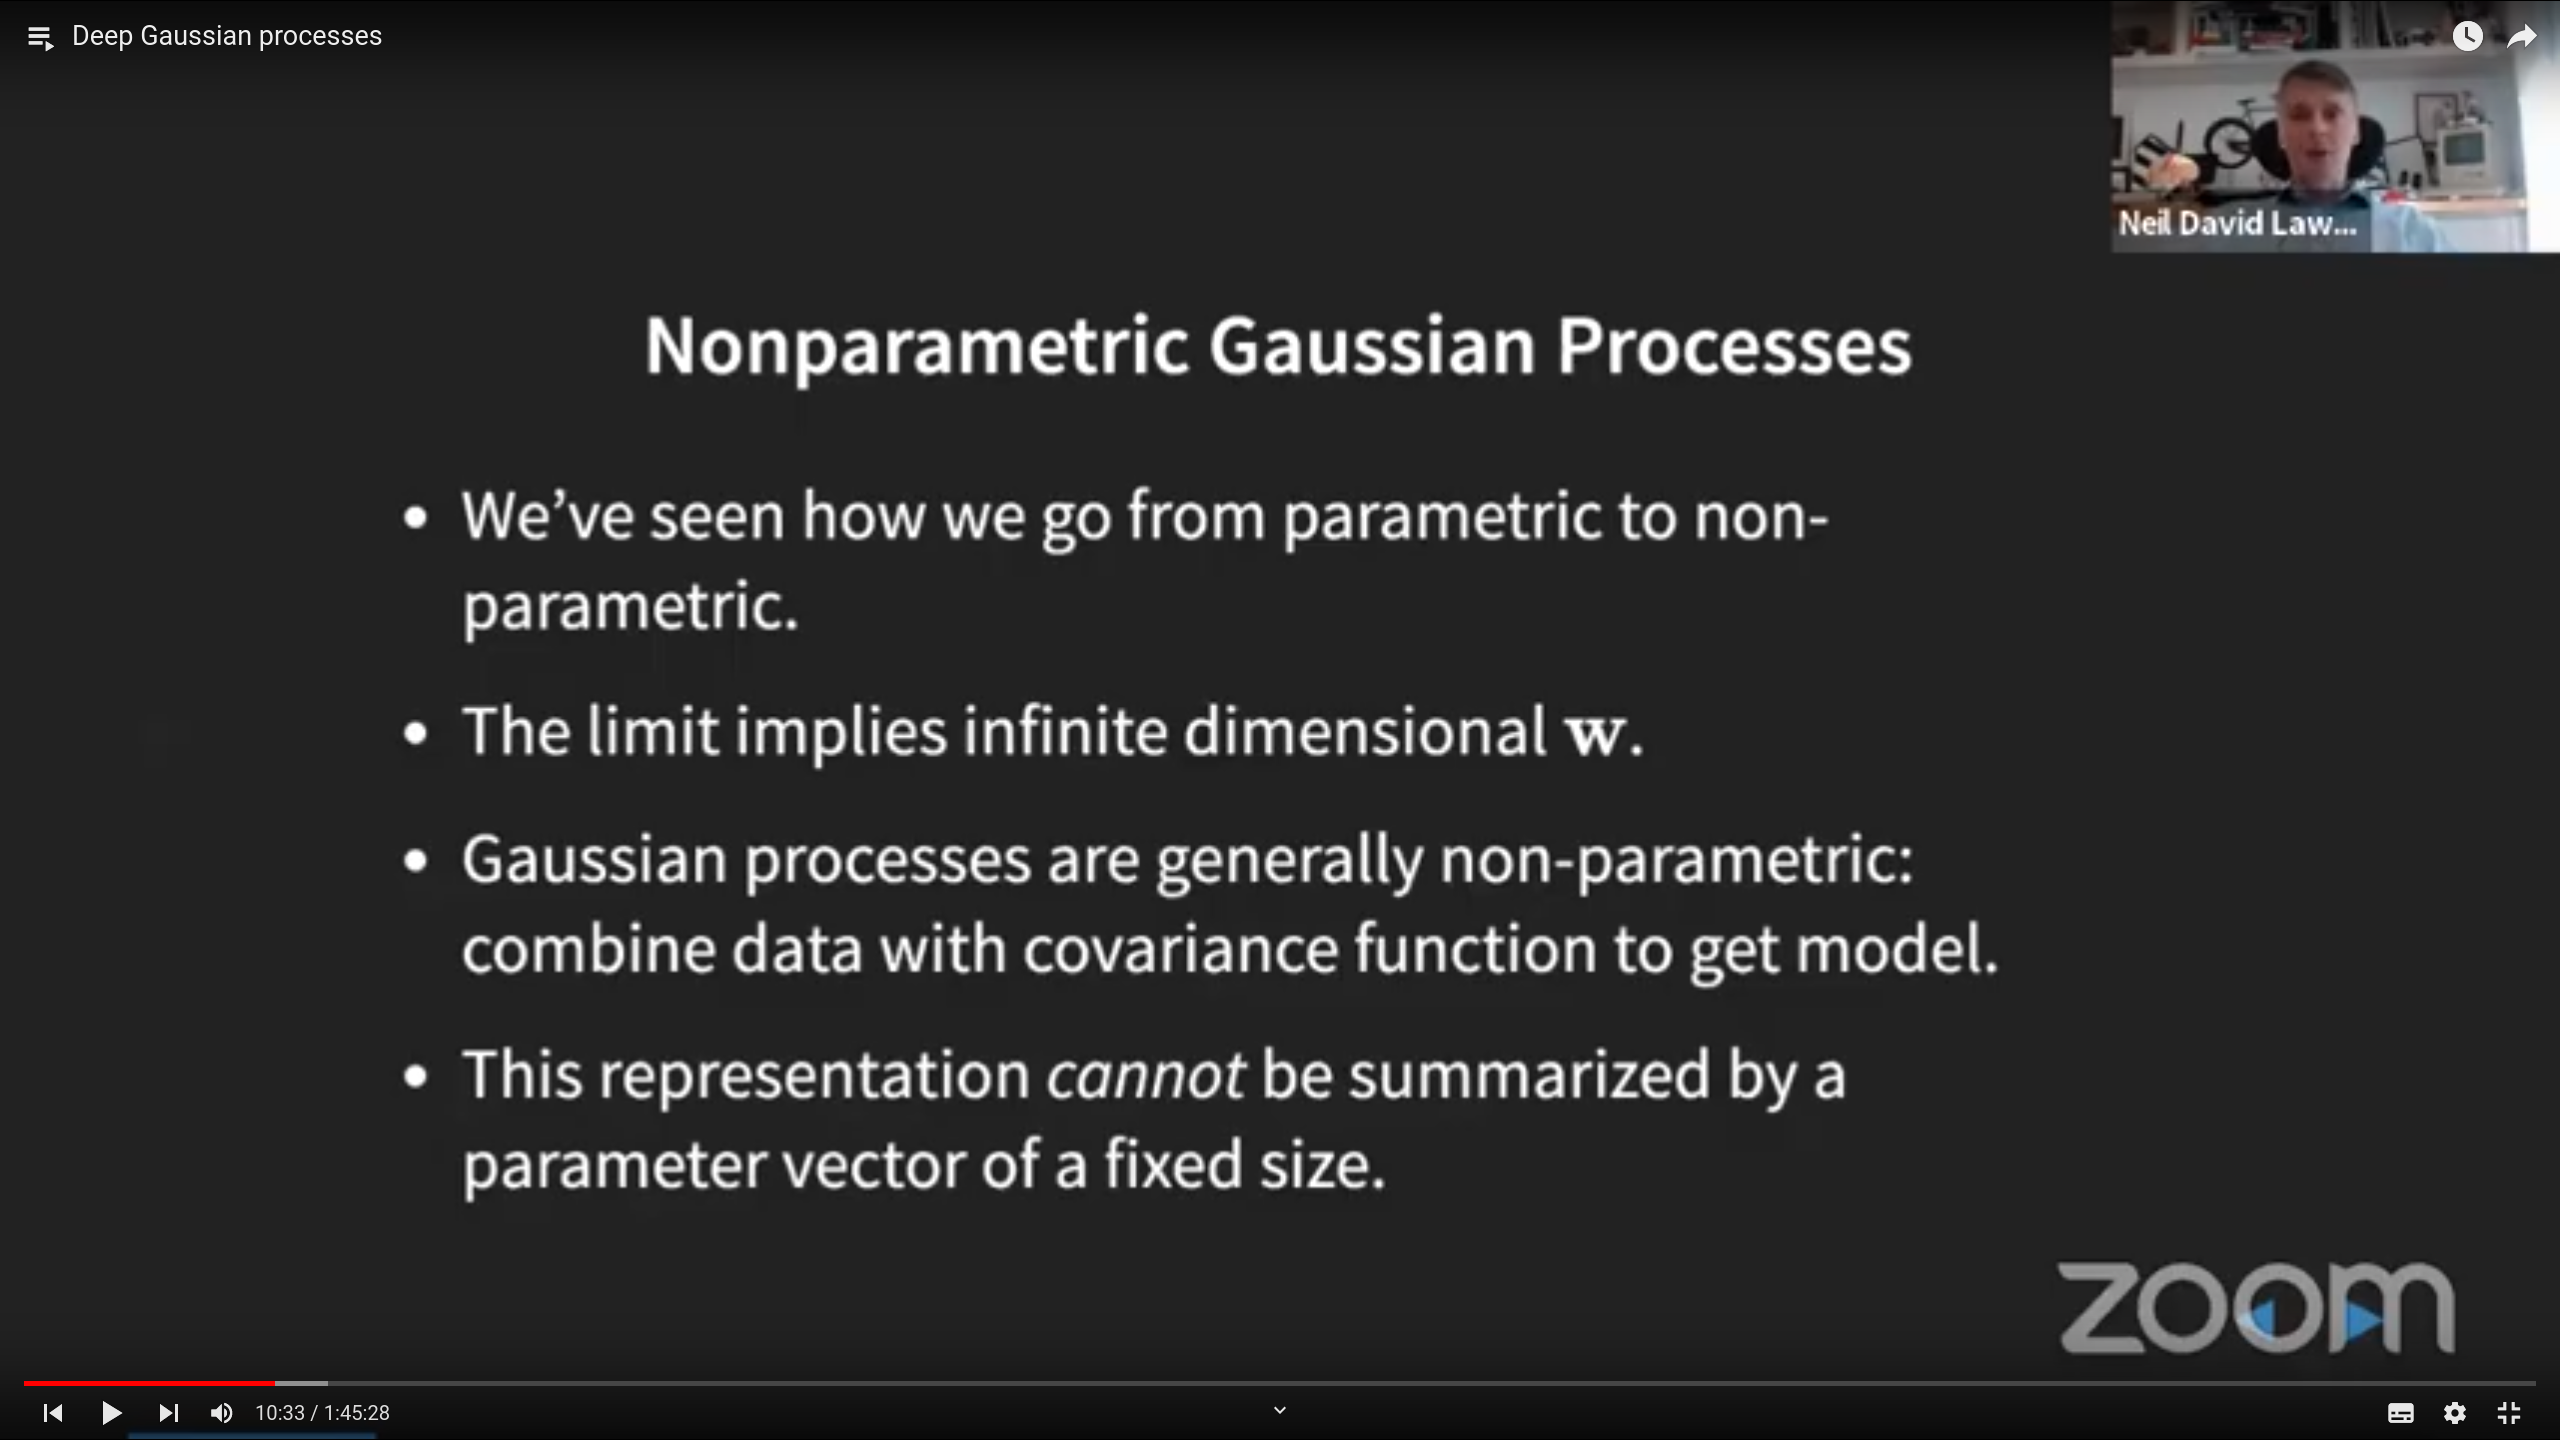 Deep Gaussian processes
Neil David Law...
Nonparametric Gaussian Processes
• We’ve seen how we go from parametric to non-
parametric.
• The limit implies infinite dimensional w.
• Gaussian processes are generally non-parametric:
combine data with covariance function to get model.
• This representation cannot be summarized by a
parameter vector of a fixed size.
zoom
10:33 / 1:45:28